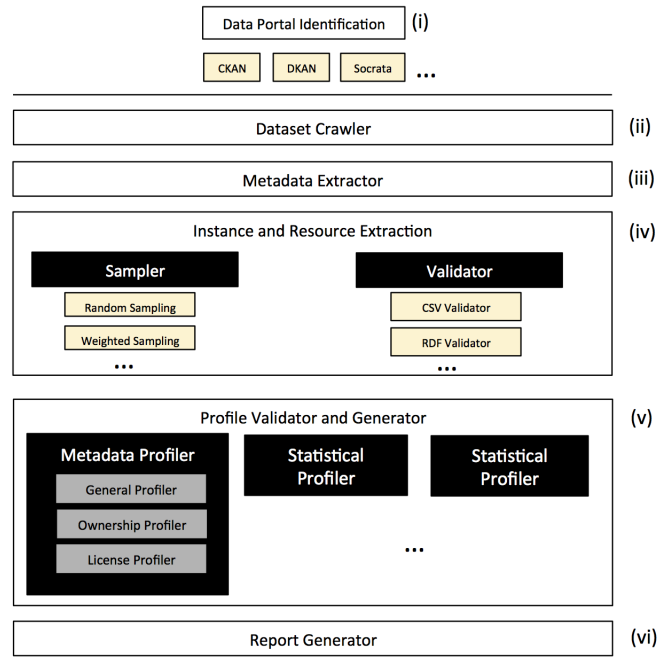 Data Portal Identification (i)
CKAN DKAN Socrata ...
Dataset Crawler (ii)
Metadata Extractor (iii)
Instance and Resource Extraction (iv)
Sampler Validator
Random Sampling CSV Validator
Weighted Sampling RDF Validator
... ...
Profile Validator and Generator (v)
Metadata Profiler
General Profiler
Ownership Profiler
License Profiler
Statistical
Profiler
Statistical
Profiler
...
Report Generator (vi)